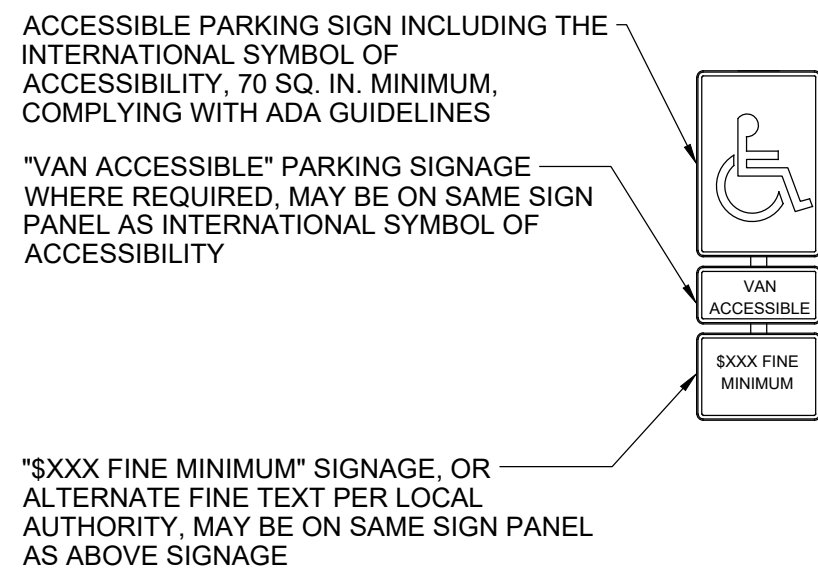 ACCESSIBLE PARKING SIGN INCLUDING THE
INTERNATIONAL SYMBOL OF
ACCESSIBILITY, 70 SQ. IN. MINIMUM,
COMPLYING WITH ADA GUIDELINES
"VAN ACCESSIBLE" PARKING SIGNAGE
WHERE REQUIRED, MAY BE ON SAME SIGN
PANEL AS INTERNATIONAL SYMBOL OF
ACCESSIBILITY
VAN
ACCESSIBLE
$XXX FINE
MINIMUM
"$XXX FINE MINIMUM" SIGNAGE, OR
ALTERNATE FINE TEXT PER LOCAL
AUTHORITY, MAY BE ON SAME SIGN PANEL
AS ABOVE SIGNAGE